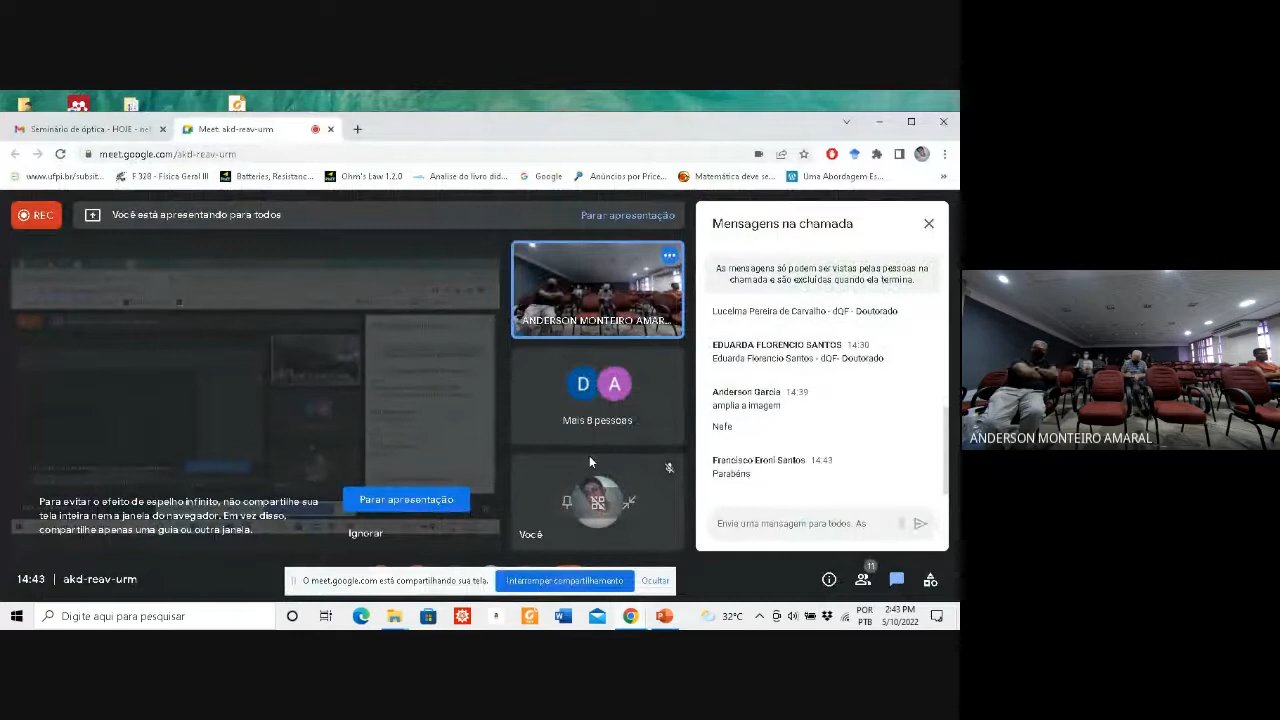 Seminário de óptica - HOJE - nel
Meet: akd-reav-urm
meet.google.com/akd-reav-urm
www.ufpi.br/subsit...
F 328 - Física Geral III
Batteries, Resistanc...
Ohm's Law 1.2.0
Analise do livro did...
Google
Anúncios por Price...
Matemática deve se...
Uma Abordagem Es...
REC
Você está apresentando para todos
Parar apresentação
ANDERSON MONTEIRO AMAR...
D
A
Mais 8 pessoas
Você
Para evitar o efeito de espelho infinito, não compartilhe sua
tela inteira nem a janela do navegador. Em vez disso,
compartilhe apenas uma guia ou outra janela.
Parar apresentação
Ignorar
Mensagens na chamada
As mensagens só podem ser vistas pelas pessoas na
chamada e são excluídas quando ela termina.
Lucelma Pereira de Carvalho - dQF - Doutorado
EDUARDA FLORENCIO SANTOS 14:30
Eduarda Florencio Santos - dQF- Doutorado
Anderson Garcia 14:39
amplia a imagem
Nefe
Francisco Eroni Santos 14:43
Parabéns
Envie uma mensagem para todos. As
14:43 | akd-reav-urm
O meet.google.com está compartilhando sua tela.
Interromper compartilhamento
Ocultar
11
Digite aqui para pesquisar
32°C
POR
PTB
2:43 PM
5/10/2022
ANDERSON MONTEIRO AMARAL